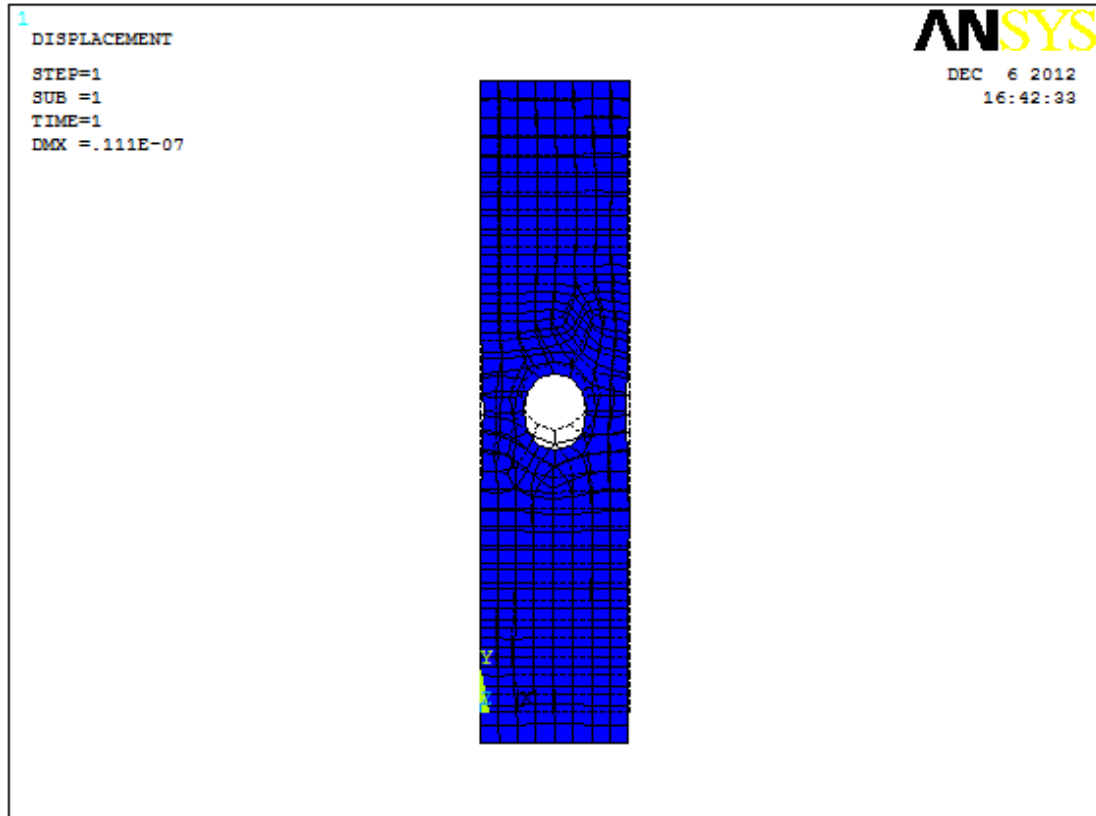 1
DISPLACEMENT
STEP=1
SUB =1
TIME=1
DMX =.111E-07
ANSYS
DEC  6 2012
16:42:33
Y
X